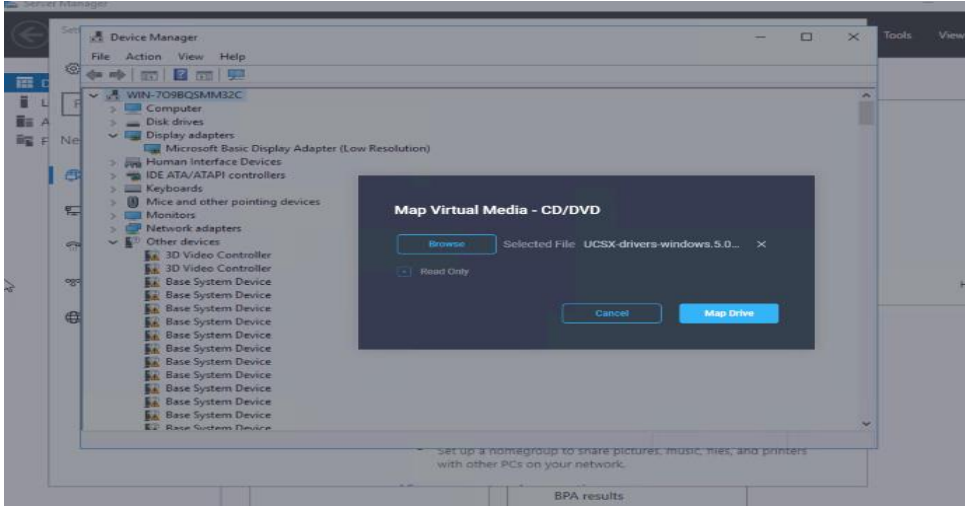 Server Manager
Device Manager
Tools View
File Action View Help
WIN-7O9BQSMM32C
Computer
Disk drives
Display adapters
Microsoft Basic Display Adapter (Low Resolution)
Human Interface Devices
IDE ATA/ATAPI controllers
Keyboards
Mice and other pointing devices
Monitors
Network adapters
Other devices
3D Video Controller
3D Video Controller
Base System Device
Base System Device
Base System Device
Base System Device
Base System Device
Base System Device
Base System Device
Base System Device
Base System Device
Base System Device
Base System Device
Base System Device
Map Virtual Media - CD/DVD
Browse Selected File UCSX-drivers-windows.5.0...
Read Only
Cancel Map Drive
Set up a homegroup to share pictures, music, files, and printers
with other PCs on your network.
BPA results